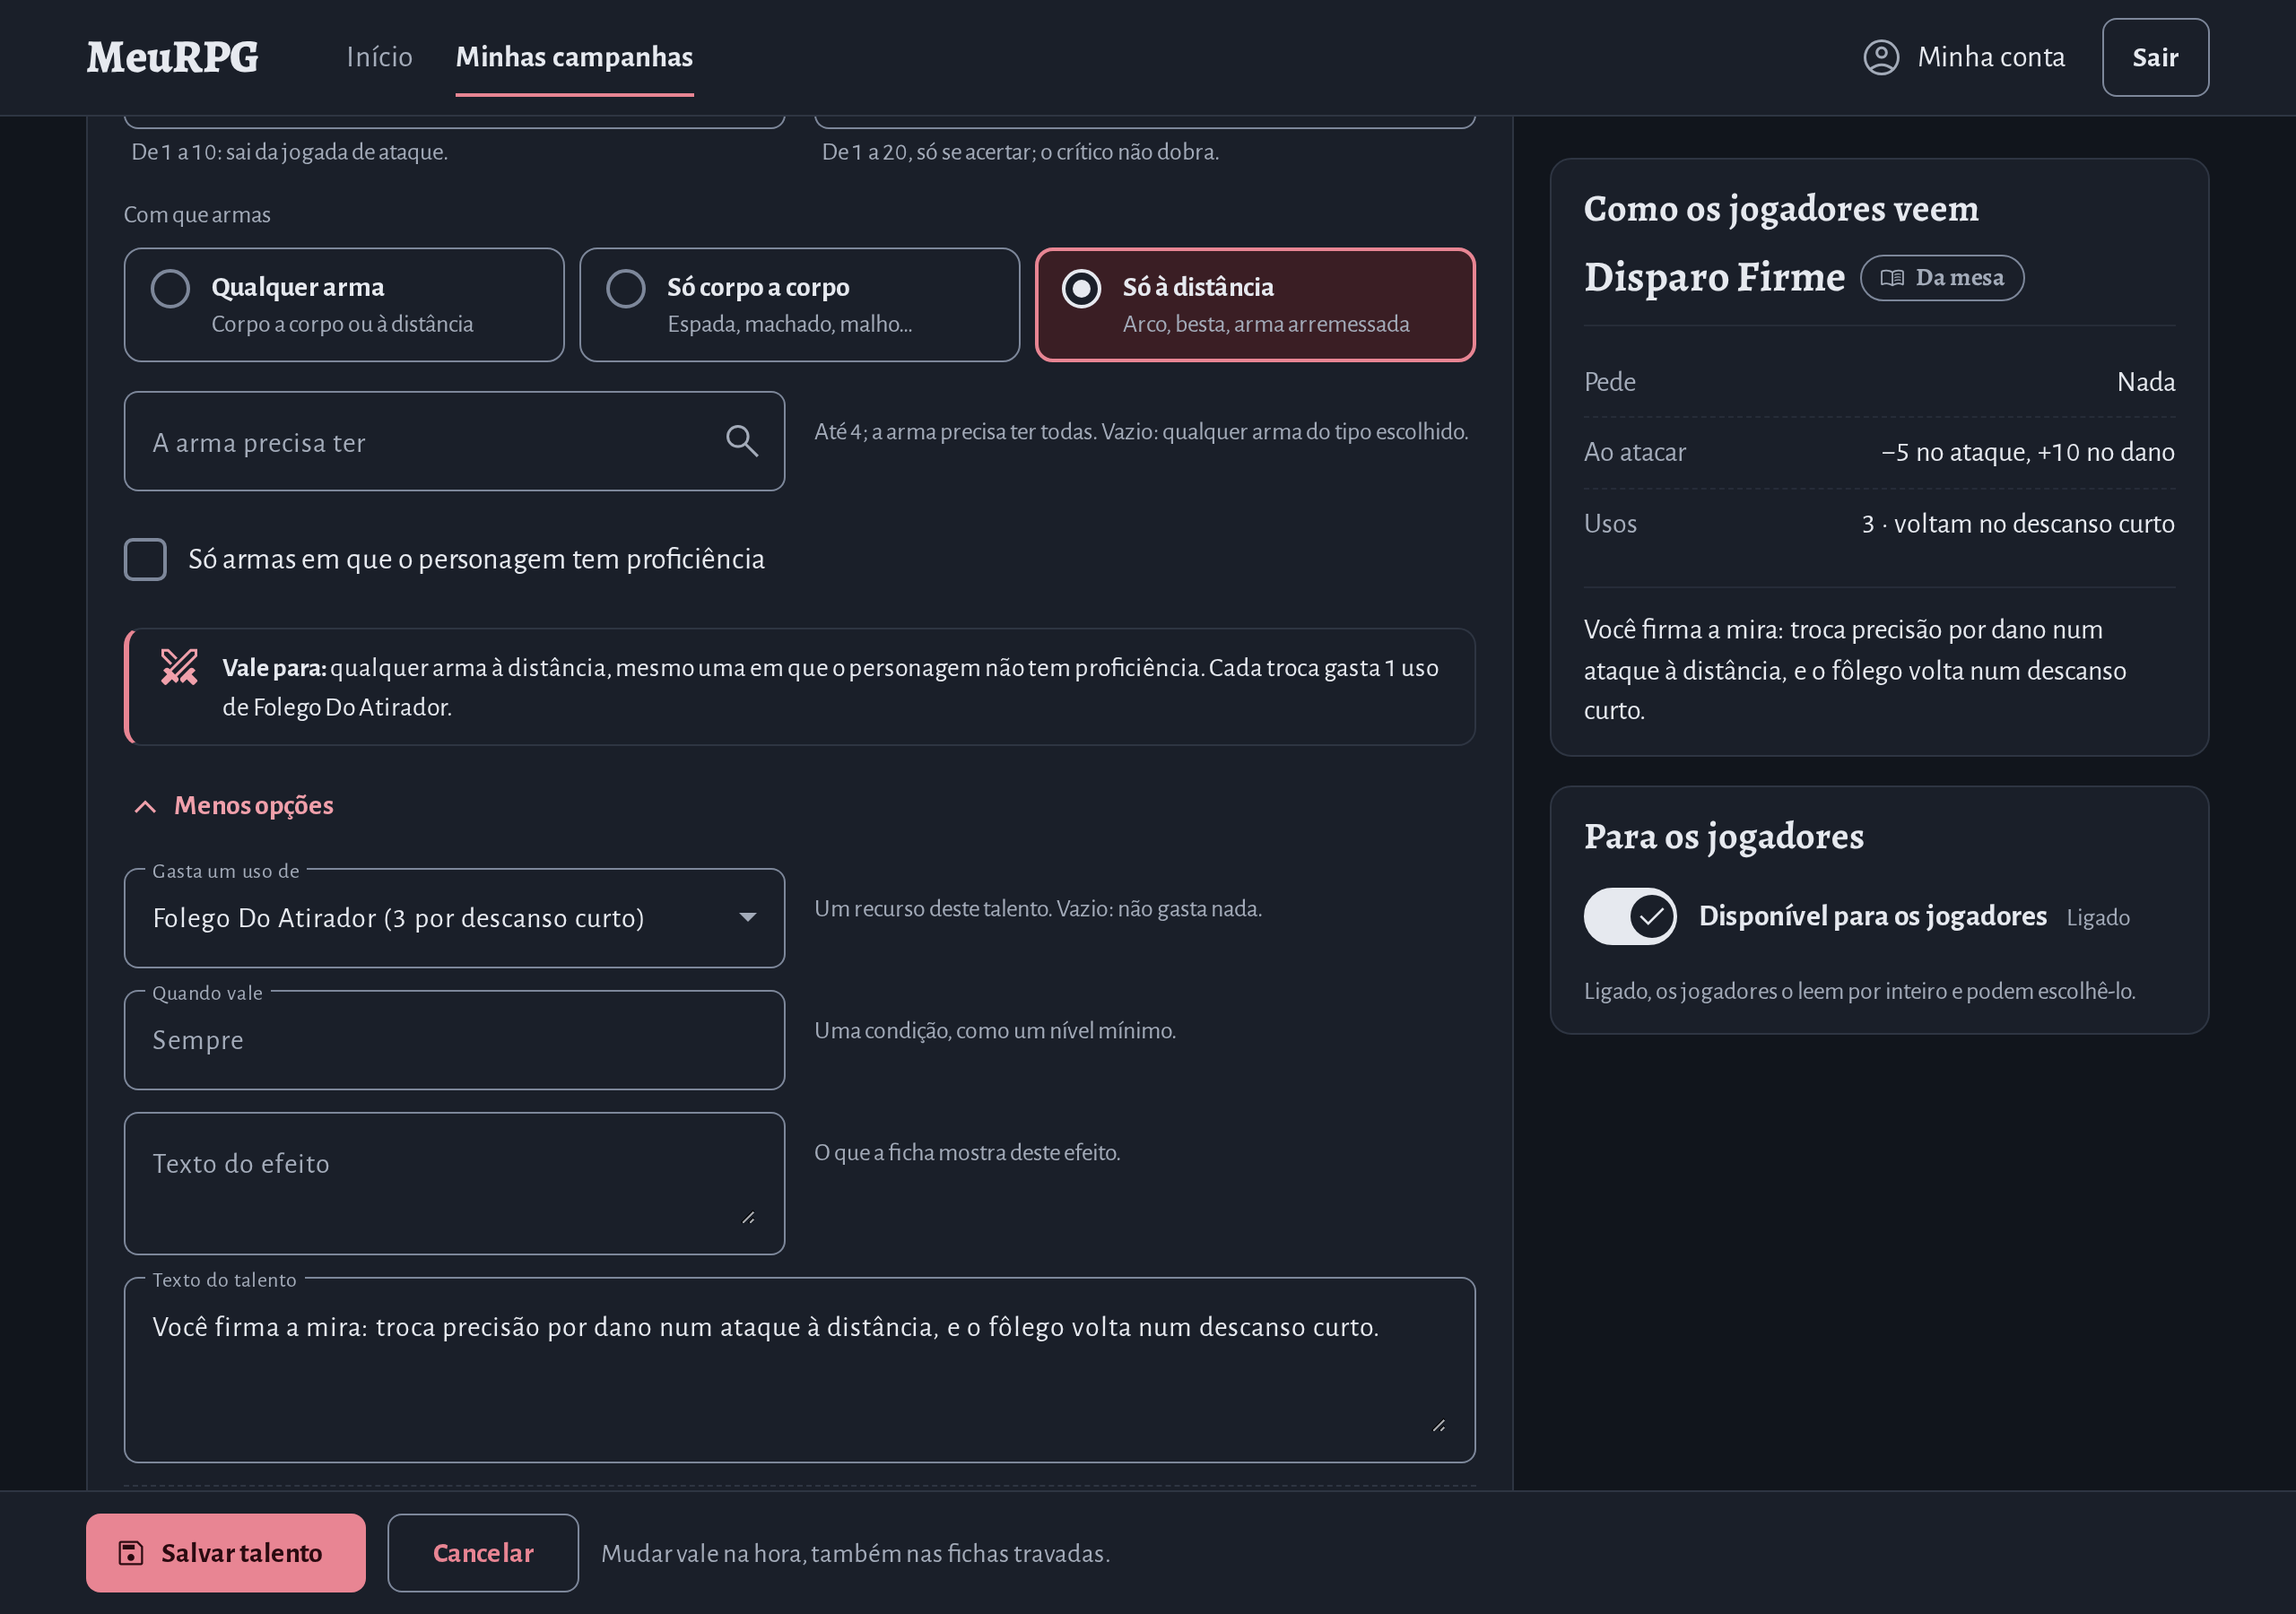 MeuRPG
Início
Minhas campanhas
Minha conta
Sair
De 1 a 10: sai da jogada de ataque.
De 1 a 20, só se acertar; o crítico não dobra.
Com que armas
Qualquer arma
Corpo a corpo ou à distância
Só corpo a corpo
Espada, machado, malho...
Só à distância
Arco, besta, arma arremessada
A arma precisa ter
Até 4; a arma precisa ter todas. Vazio: qualquer arma do tipo escolhido.
Só armas em que o personagem tem proficiência
Vale para: qualquer arma à distância, mesmo uma em que o personagem não tem proficiência. Cada troca gasta 1 uso
de Folego Do Atirador.
Menos opções
Gasta um uso de
Folego Do Atirador (3 por descanso curto)
Um recurso deste talento. Vazio: não gasta nada.
Quando vale
Sempre
Uma condição, como um nível mínimo.
Texto do efeito
O que a ficha mostra deste efeito.
Texto do talento
Você firma a mira: troca precisão por dano num ataque à distância, e o fôlego volta num descanso curto.
Como os jogadores veem
Disparo Firme
Da mesa
Pede
Nada
Ao atacar
−5 no ataque, +10 no dano
Usos
3 · voltam no descanso curto
Você firma a mira: troca precisão por dano num
ataque à distância, e o fôlego volta num descanso
curto.
Para os jogadores
Disponível para os jogadores
Ligado
Ligado, os jogadores o leem por inteiro e podem escolhê-lo.
Salvar talento
Cancelar
Mudar vale na hora, também nas fichas travadas.